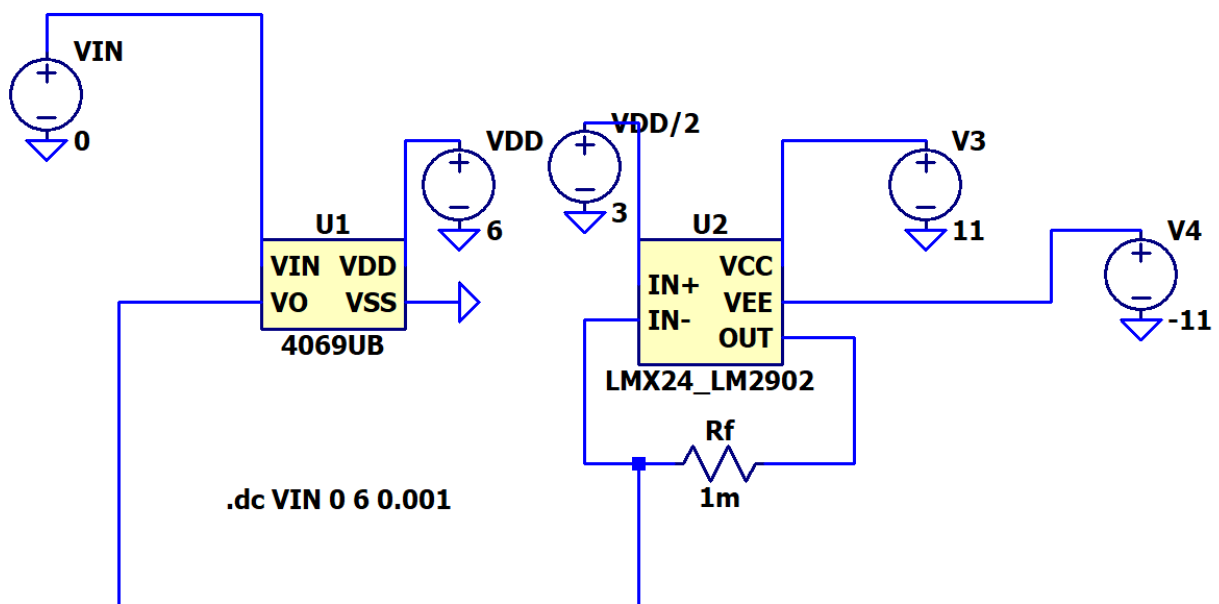 VIN
0
VDD
6
VDD/2
3
V3
11
V4
-11
U1
VIN VDD
VO VSS
4069UB
U2
IN+
IN-
VCC
VEE
OUT
LMX24_LM2902
Rf
1m
.dc VIN 0 6 0.001